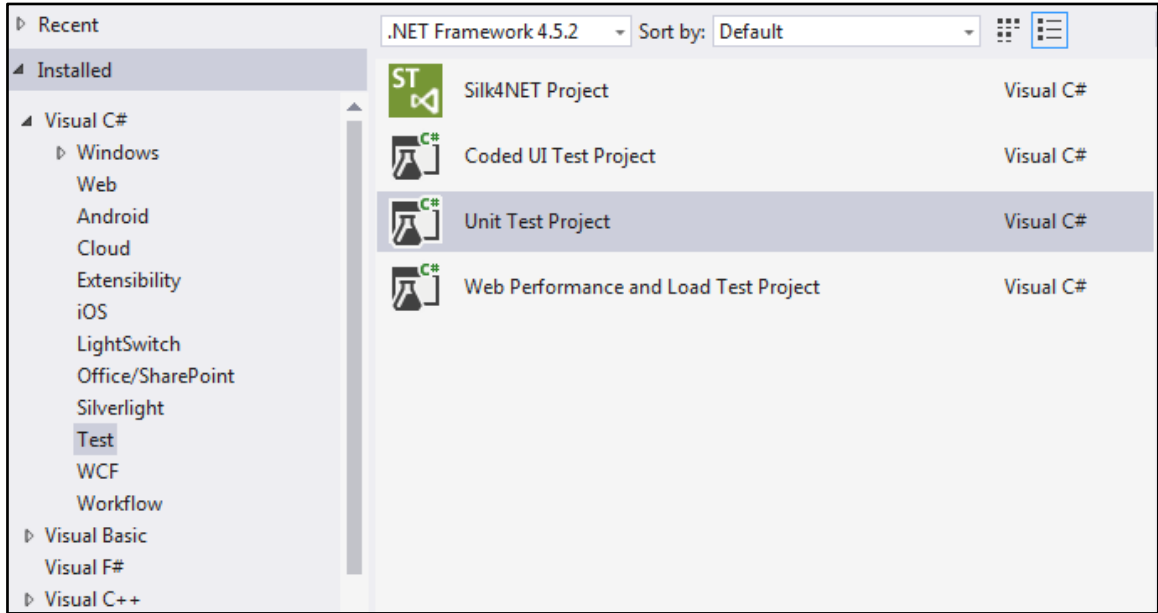 Recent
Installed
Visual C#
Windows
Web
Android
Cloud
Extensibility
iOS
LightSwitch
Office/SharePoint
Silverlight
Test
WCF
Workflow
Visual Basic
Visual F#
Visual C++
.NET Framework 4.5.2 Sort by: Default
ST Silk4NET Project Visual C#
C# Coded UI Test Project Visual C#
C# Unit Test Project Visual C#
C# Web Performance and Load Test Project Visual C#